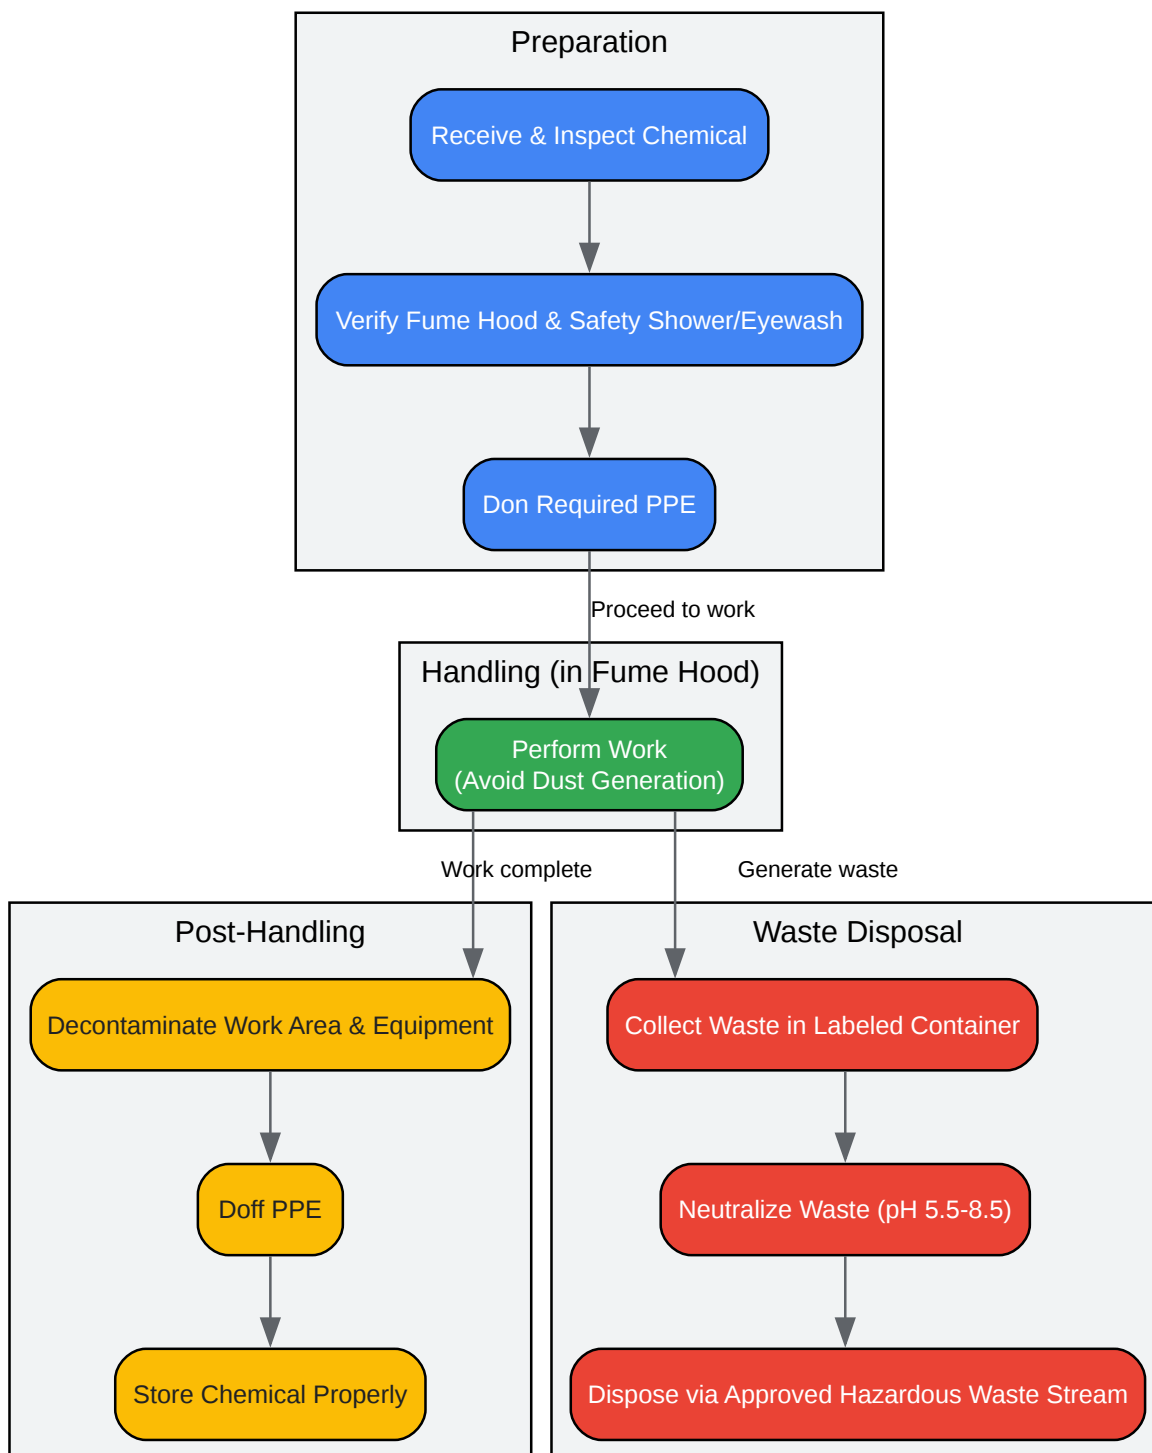 Preparation
Receive & Inspect Chemical
Verify Fume Hood & Safety Shower/Eyewash
Don Required PPE
Proceed to work
Handling (in Fume Hood)
Perform Work
(Avoid Dust Generation)
Work complete
Generate waste
Post-Handling
Decontaminate Work Area & Equipment
Doff PPE
Store Chemical Properly
Waste Disposal
Collect Waste in Labeled Container
Neutralize Waste (pH 5.5-8.5)
Dispose via Approved Hazardous Waste Stream